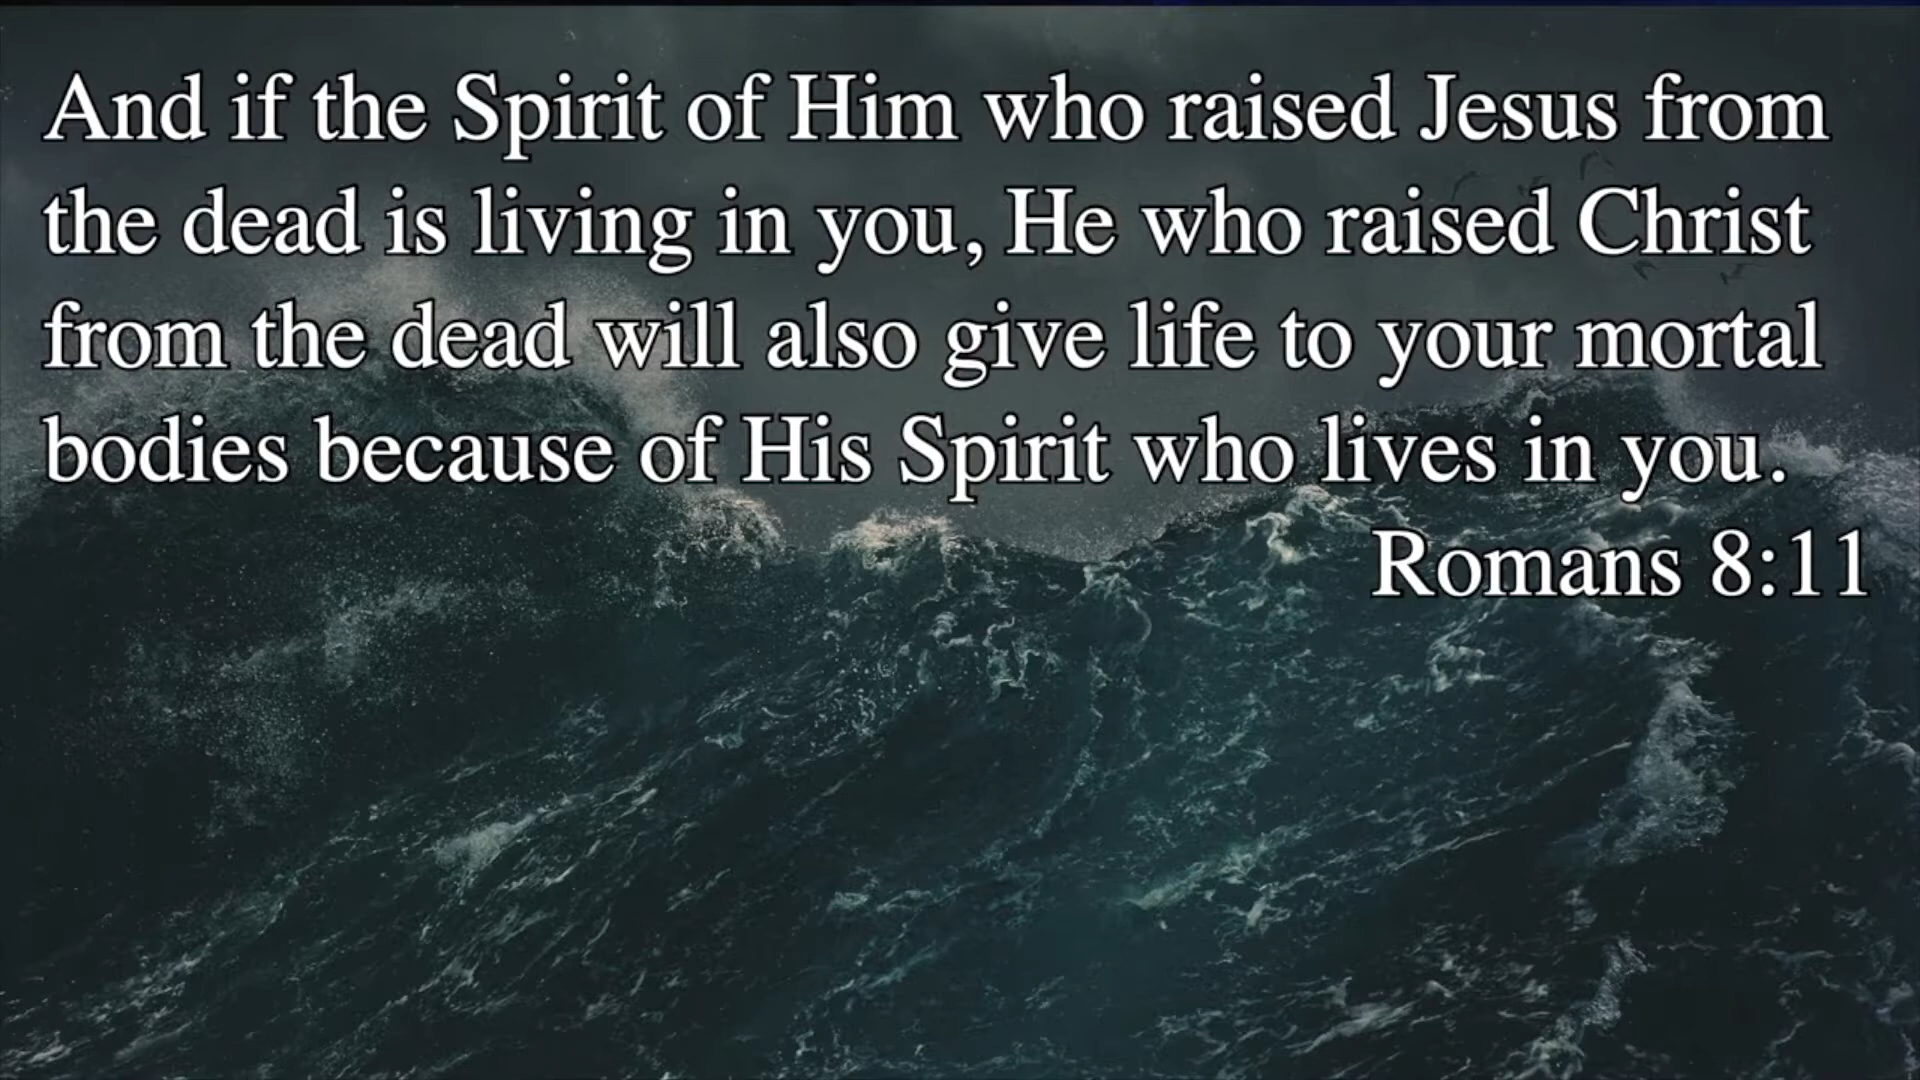 And if the Spirit of Him who raised Jesus from
the dead is living in you, He who raised Christ
from the dead will also give life to your mortal
bodies because of His Spirit who lives in you.
Romans 8:11